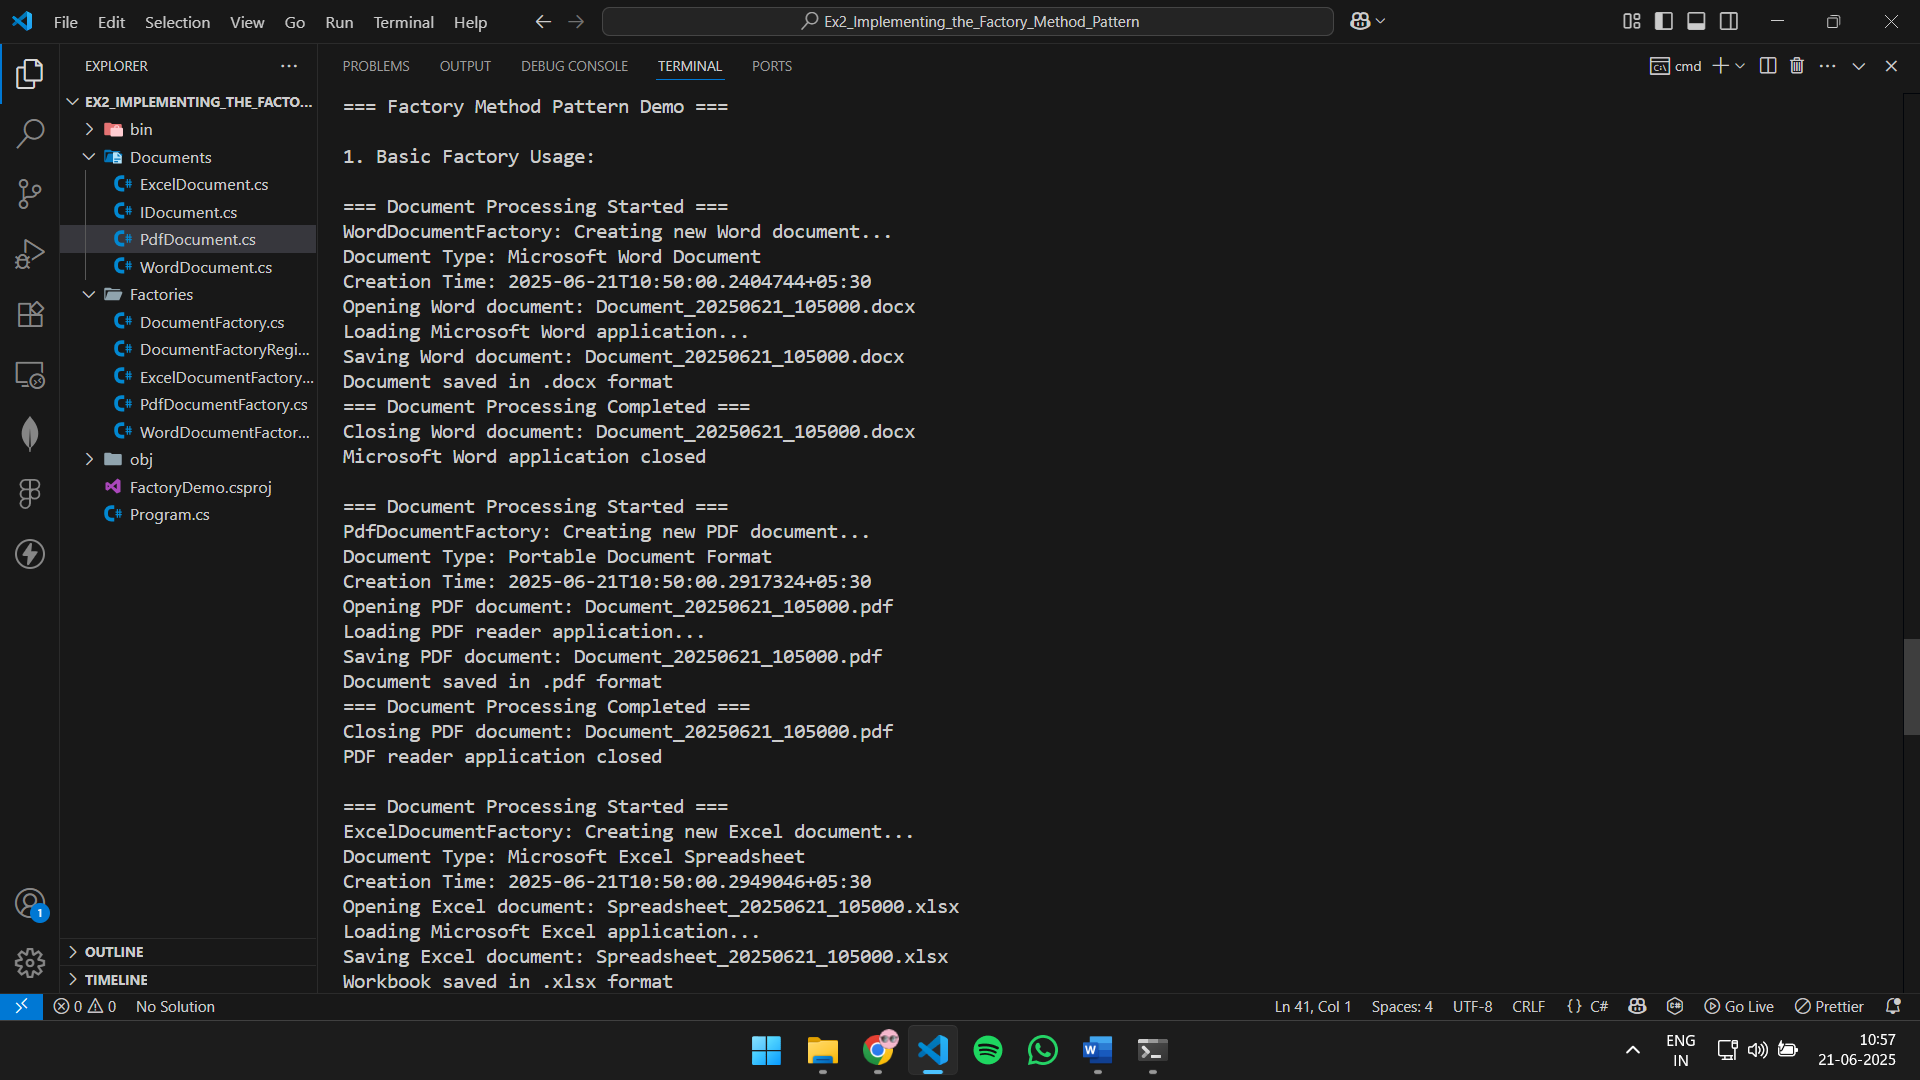 File Edit Selection View Go Run Terminal Help
Ex2_Implementing_the_Factory_Method_Pattern
EXPLORER
EX2_IMPLEMENTING_THE_FACTO...
bin
Documents
ExcelDocument.cs
IDocument.cs
PdfDocument.cs
WordDocument.cs
Factories
DocumentFactory.cs
DocumentFactoryRegi...
ExcelDocumentFactory...
PdfDocumentFactory.cs
WordDocumentFactor...
obj
FactoryDemo.csproj
Program.cs
OUTLINE
TIMELINE
1
PROBLEMS OUTPUT DEBUG CONSOLE TERMINAL PORTS
cmd
=== Factory Method Pattern Demo ===
1. Basic Factory Usage:
=== Document Processing Started ===
WordDocumentFactory: Creating new Word document...
Document Type: Microsoft Word Document
Creation Time: 2025-06-21T10:50:00.2404744+05:30
Opening Word document: Document_20250621_105000.docx
Loading Microsoft Word application...
Saving Word document: Document_20250621_105000.docx
Document saved in .docx format
=== Document Processing Completed ===
Closing Word document: Document_20250621_105000.docx
Microsoft Word application closed
=== Document Processing Started ===
PdfDocumentFactory: Creating new PDF document...
Document Type: Portable Document Format
Creation Time: 2025-06-21T10:50:00.2917324+05:30
Opening PDF document: Document_20250621_105000.pdf
Loading PDF reader application...
Saving PDF document: Document_20250621_105000.pdf
Document saved in .pdf format
=== Document Processing Completed ===
Closing PDF document: Document_20250621_105000.pdf
PDF reader application closed
=== Document Processing Started ===
ExcelDocumentFactory: Creating new Excel document...
Document Type: Microsoft Excel Spreadsheet
Creation Time: 2025-06-21T10:50:00.2949046+05:30
Opening Excel document: Spreadsheet_20250621_105000.xlsx
Loading Microsoft Excel application...
Saving Excel document: Spreadsheet_20250621_105000.xlsx
Workbook saved in .xlsx format
0 0 No Solution
Ln 41, Col 1 Spaces: 4 UTF-8 CRLF {} C# Go Live Prettier
ENG
IN
10:57
21-06-2025